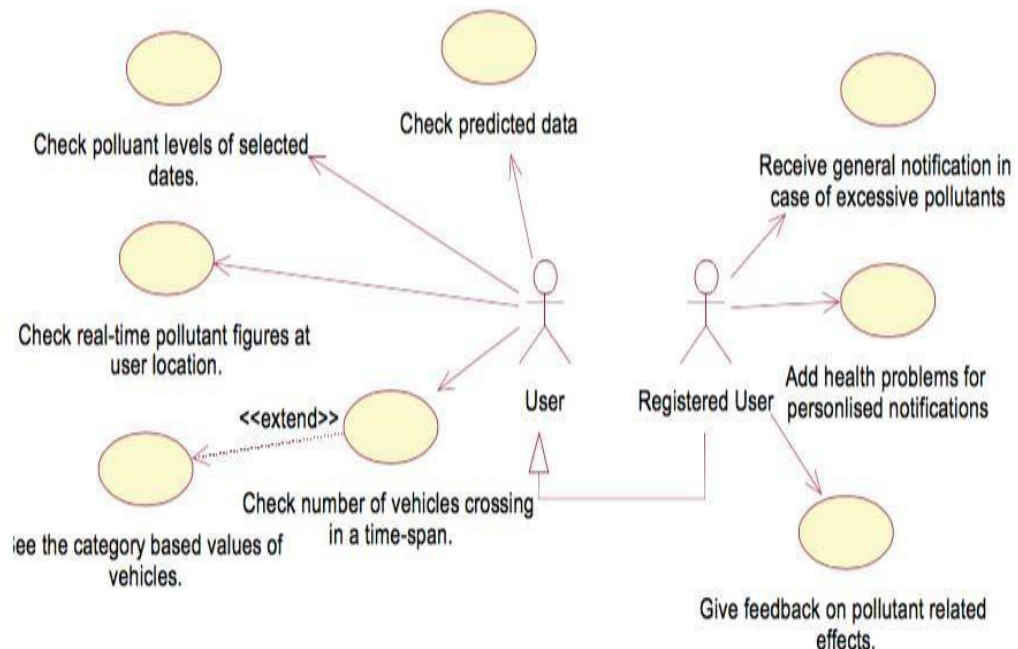 Check polluant levels of selected
dates.
Check predicted data
Receive general notification in
case of excessive pollutants
Check real-time pollutant figures at
user location.
User
Registered User
Add health problems for
personlised notifications
<<extend>>
Check number of vehicles crossing
in a time-span.
ee the category based values of
vehicles.
Give feedback on pollutant related
effects.